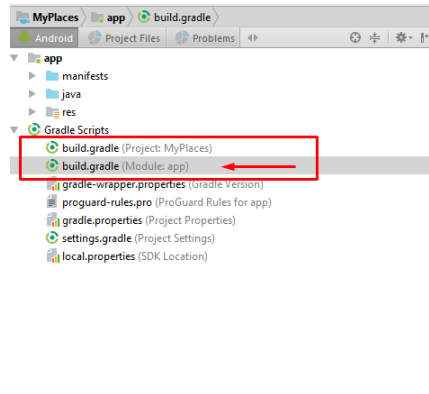 MyPlaces app build.gradle
Android Project Files Problems
app
manifests
java
res
Gradle Scripts
build.gradle (Project: MyPlaces)
build.gradle (Module: app)
gradle-wrapper.properties (Gradle Version)
proguard-rules.pro (ProGuard Rules for app)
gradle.properties (Project Properties)
settings.gradle (Project Settings)
local.properties (SDK Location)